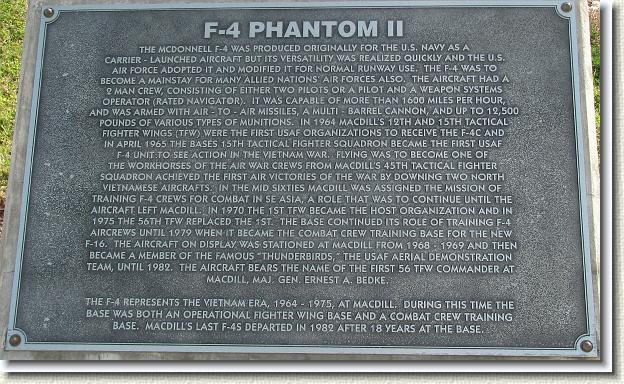 F-4 PHANTOM II
THE MCDONNELL F-4 WAS PRODUCED ORIGINALLY FOR THE U.S. NAVY AS A
CARRIER - LAUNCHED AIRCRAFT BUT ITS VERSATILITY WAS REALIZED QUICKLY AND THE U.S.
AIR FORCE ADOPTED IT AND MODIFIED IT FOR NORMAL RUNWAY USE. THE F-4 WAS TO
BECOME A MAINSTAY FOR MANY ALLIED NATIONS' AIR FORCES ALSO. THE AIRCRAFT HAD A
2 MAN CREW, CONSISTING OF EITHER TWO PILOTS OR A PILOT AND A WEAPON SYSTEMS
OPERATOR (RATED NAVIGATOR). IT WAS CAPABLE OF MORE THAN 1600 MILES PER HOUR,
AND WAS ARMED WITH AIR - TO - AIR MISSILES, A MULTI - BARREL CANNON, AND UP TO 12,500
POUNDS OF VARIOUS TYPES OF MUNITIONS. IN 1964 MACDILL'S 12TH AND 15TH TACTICAL
FIGHTER WINGS (TFW) WERE THE FIRST USAF ORGANIZATIONS TO RECEIVE THE F-4C AND
IN APRIL 1965 THE BASES 15TH TACTICAL FIGHTER SQUADRON BECAME THE FIRST USAF
F-4 UNIT TO SEE ACTION IN THE VIETNAM WAR. FLYING WAS TO BECOME ONE OF
THE WORKHORSES OF THE AIR WAR CREWS FROM MACDILL'S 45TH TACTICAL FIGHTER
SQUADRON ACHIEVED THE FIRST AIR VICTORIES OF THE WAR BY DOWNING TWO NORTH
VIETNAMESE AIRCRAFTS. IN THE MID SIXTIES MACDILL WAS ASSIGNED THE MISSION OF
TRAINING F-4 CREWS FOR COMBAT IN SE ASIA, A ROLE THAT WAS TO CONTINUE UNTIL THE
AIRCRAFT LEFT MACDILL. IN 1970 THE 1ST TFW BECAME THE HOST ORGANIZATION AND IN
1975 THE 56TH TFW REPLACED THE 1ST. THE BASE CONTINUED ITS ROLE OF TRAINING F-4
AIRCREWS UNTIL 1979 WHEN IT BECAME THE COMBAT CREW TRAINING BASE FOR THE NEW
F-16. THE AIRCRAFT ON DISPLAY WAS STATIONED AT MACDILL FROM 1968 - 1969 AND THEN
BECAME A MEMBER OF THE FAMOUS "THUNDERBIRDS," THE USAF AERIAL DEMONSTRATION
TEAM, UNTIL 1982. THE AIRCRAFT BEARS THE NAME OF THE FIRST 56 TFW COMMANDER AT
MACDILL, MAJ. GEN. ERNEST A. BEDKE.
THE F-4 REPRESENTS THE VIETNAM ERA, 1964 - 1975, AT MACDILL. DURING THIS TIME THE
BASE WAS BOTH AN OPERATIONAL FIGHTER WING BASE AND A COMBAT CREW TRAINING
BASE. MACDILL'S LAST F-4S DEPARTED IN 1982 AFTER 18 YEARS AT THE BASE.